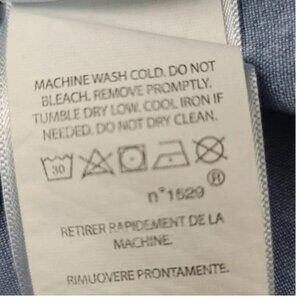 MACHINE WASH COLD. DO NOT
BLEACH. REMOVE PROMPTLY.
TUMBLE DRY LOW. COOL IRON IF
NEEDED. DO NOT DRY CLEAN.
30
n°1529®
RETIRER RAPIDEMENT DE LA
MACHINE.
RIMUOVERE PRONTAMENTE.